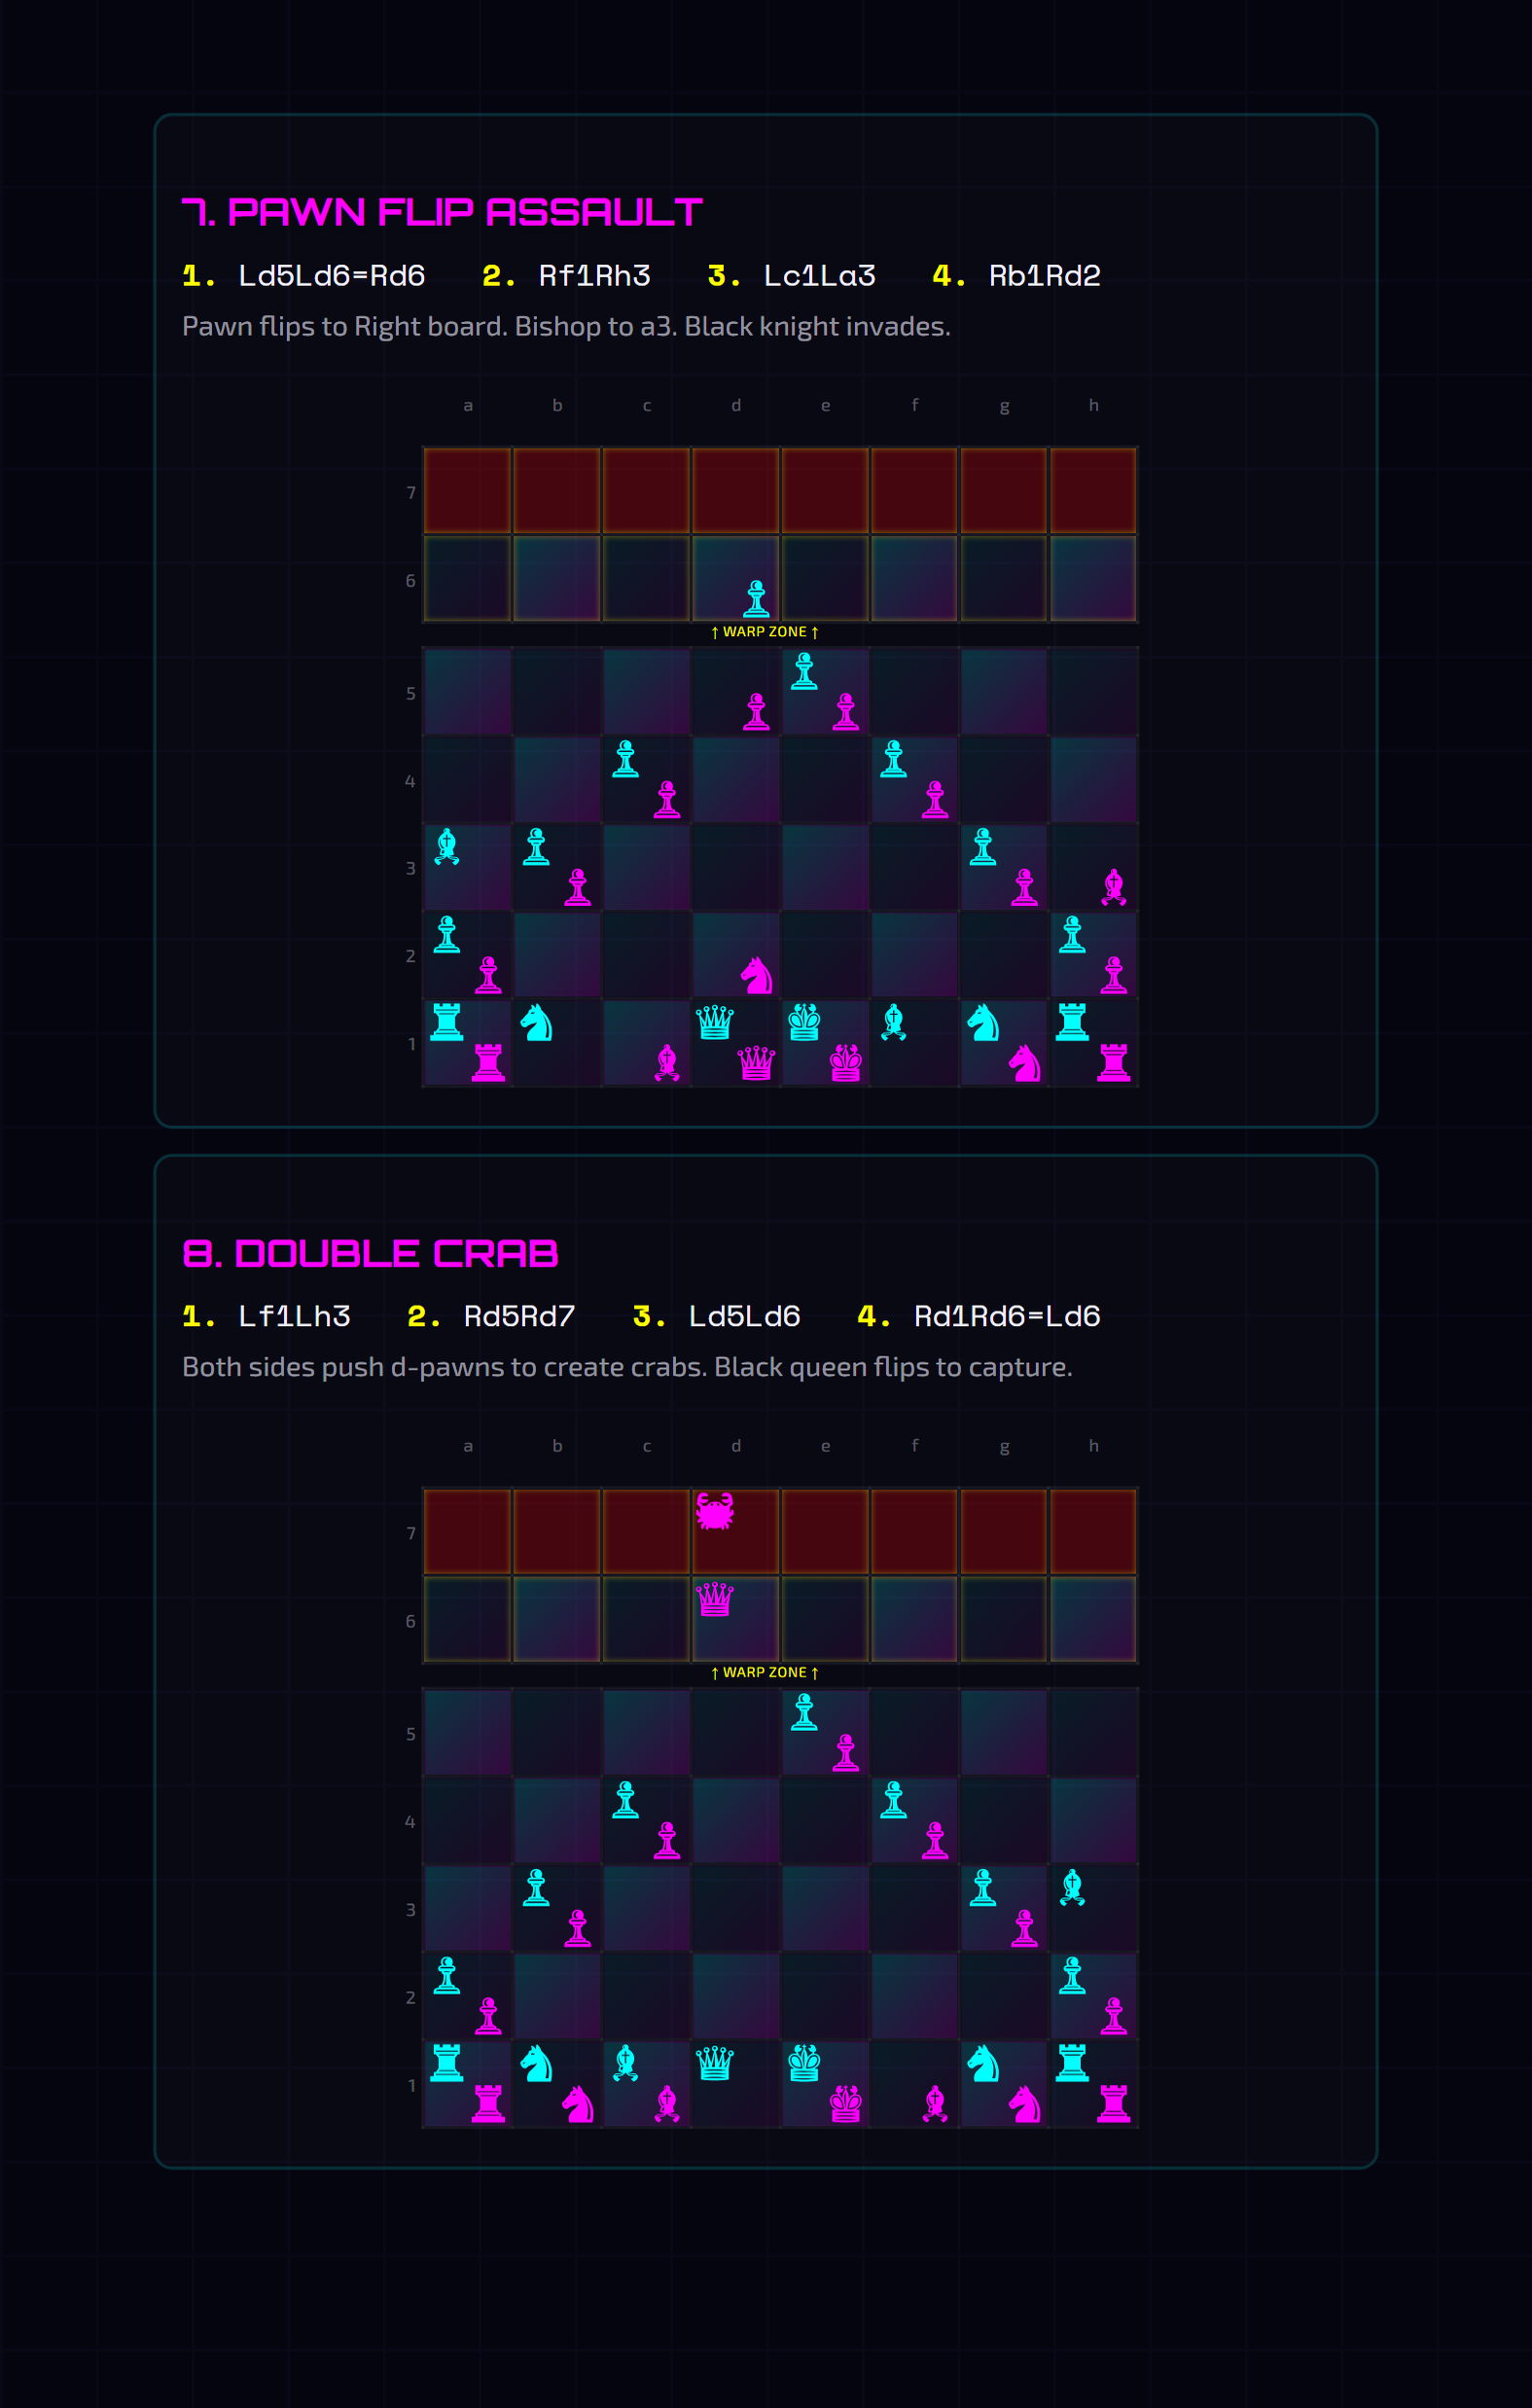 7. PAWN FLIP ASSAULT
1. Ld5Ld6=Rd6 2. Rf1Rh3 3. Lc1La3 4. Rb1Rd2
Pawn flips to Right board. Bishop to a3. Black knight invades.
a b c d e f g h
7
6
↑ WARP ZONE ↑
5
4
3
2
1
8. DOUBLE CRAB
1. Lf1Lh3 2. Rd5Rd7 3. Ld5Ld6 4. Rd1Rd6=Ld6
Both sides push d-pawns to create crabs. Black queen flips to capture.
a b c d e f g h
7
6
↑ WARP ZONE ↑
5
4
3
2
1